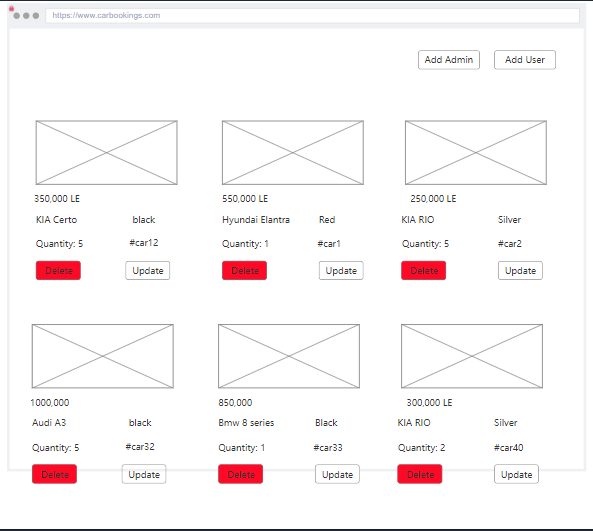 https://www.carbookings.com
Add Admin Add User
350,000 LE 550,000 LE 250,000 LE
KIA Certo black Hyundai Elantra Red KIA RIO Silver
Quantity: 5 #car12 Quantity: 1 #car1 Quantity: 5 #car2
Delete Update Delete Update Delete Update
1000,000 850,000 300,000 LE
Audi A3 black Bmw 8 series Black KIA RIO Silver
Quantity: 5 #car32 Quantity: 1 #car33 Quantity: 2 #car40
Delete Update Delete Update Delete Update